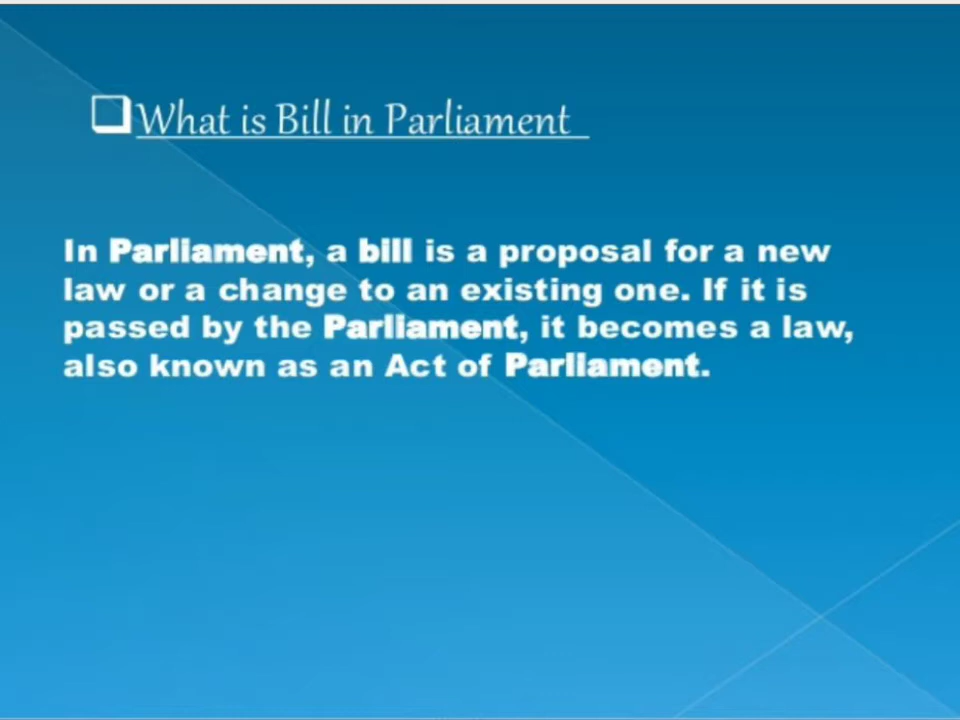 What is Bill in Parliament
In Parliament, a bill is a proposal for a new
law or a change to an existing one. If it is
passed by the Parliament, it becomes a law,
also known as an Act of Parliament.